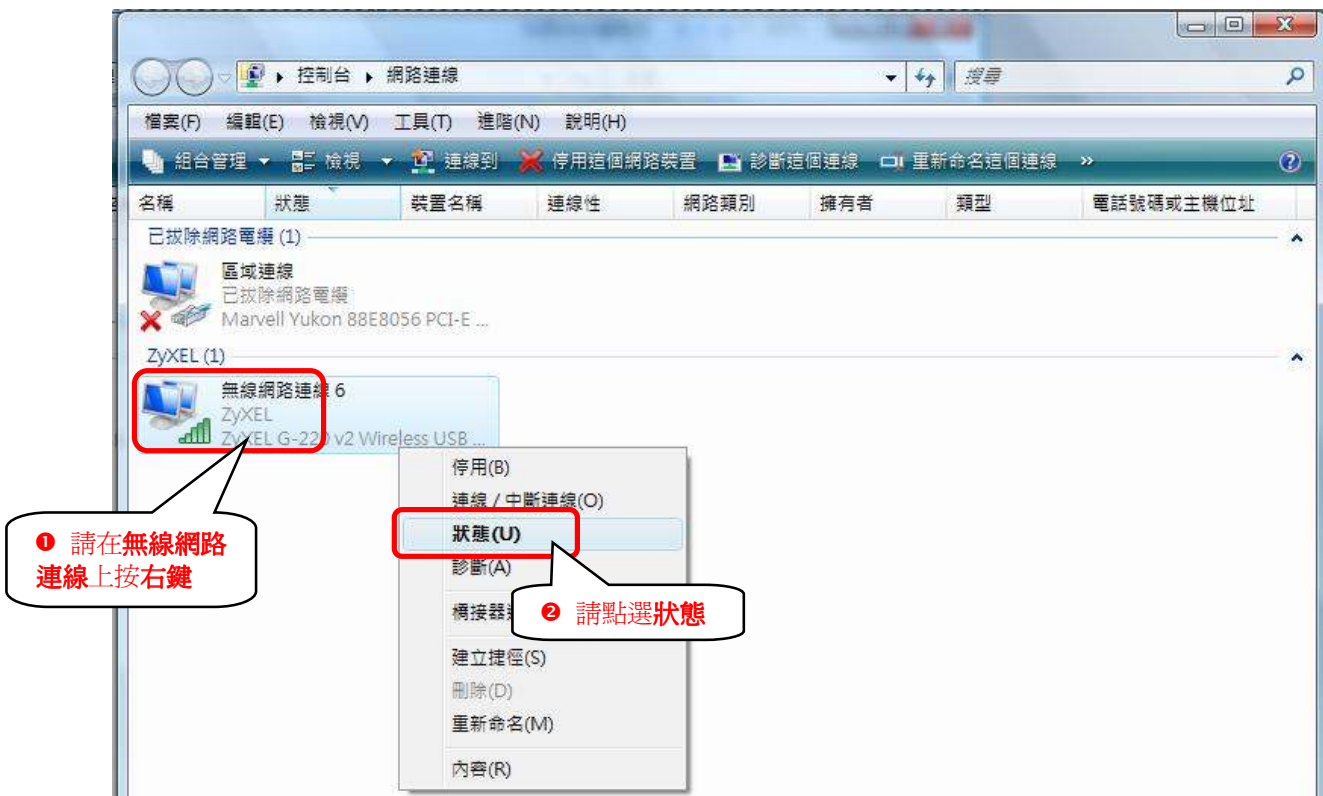 控制台 ▸ 網路連線
搜尋
檔案(F) 編輯(E) 檢視(V) 工具(T) 進階(N) 說明(H)
組合管理 檢視 連線到 停用這個網路裝置 診斷這個連線 重新命名這個連線 »
名稱 狀態 裝置名稱 連線性 網路類別 擁有者 類型 電話號碼或主機位址
已拔除網路電纜 (1)
區域連線
已拔除網路電纜
Marvell Yukon 88E8056 PCI-E ...
ZyXEL (1)
無線網路連線 6
ZyXEL
ZyXEL G-220 v2 Wireless USB ...
停用(B)
連線 / 中斷連線(O)
狀態(U)
診斷(A)
橋接器
建立捷徑(S)
刪除(D)
重新命名(M)
內容(R)
❶ 請在無線網路
連線上按右鍵
❷ 請點選狀態